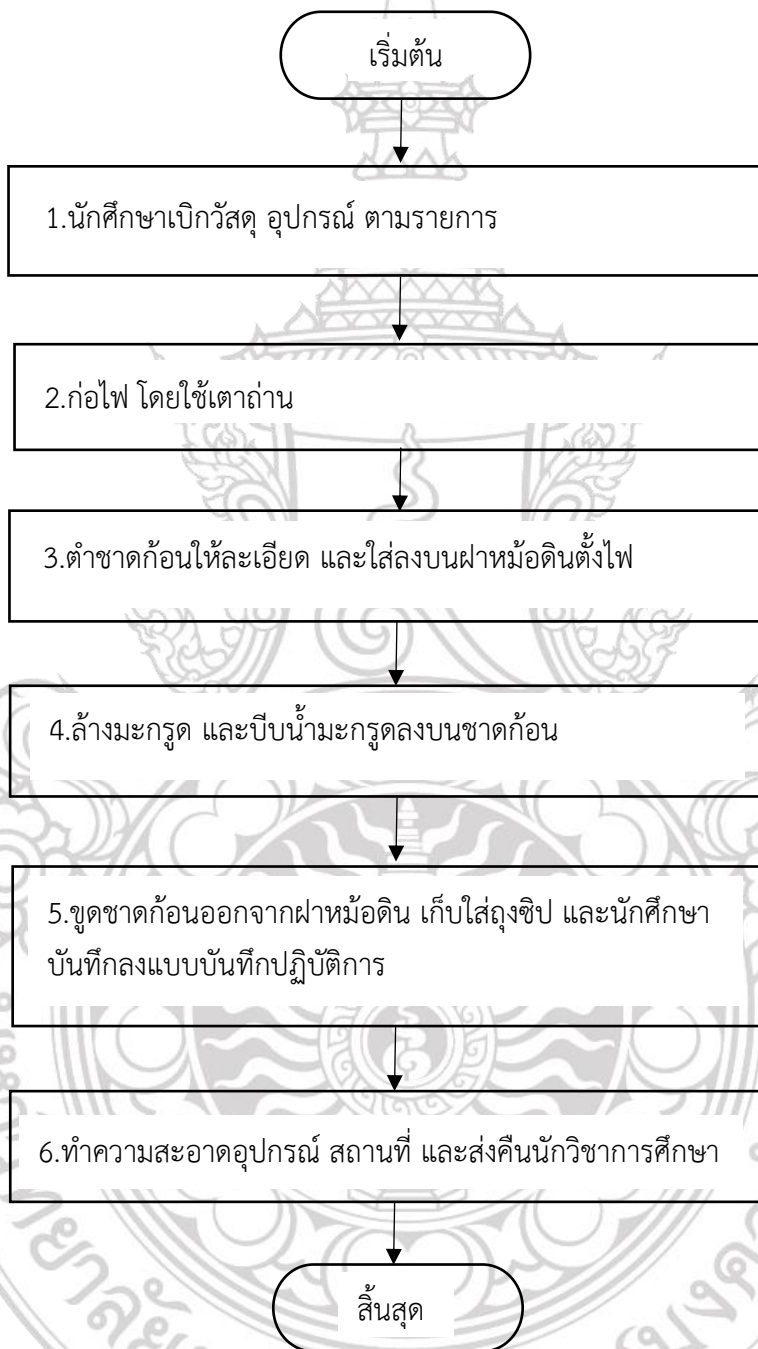 เริ่มต้น
1.นักศึกษาเบิกวัสดุ อุปกรณ์ ตามรายการ
2.ก่อไฟ โดยใช้เตาถ่าน
3.ตำชาดก้อนให้ละเอียด และใส่ลงบนฝาหม้อดินตั้งไฟ
4.ล้างมะกรูด และบีบน้ำมะกรูดลงบนชาดก้อน
5.ขูดชาดก้อนออกจากฝาหม้อดิน เก็บใส่ถุงซิป และนักศึกษา
บันทึกลงแบบบันทึกปฏิบัติการ
6.ทำความสะอาดอุปกรณ์ สถานที่ และส่งคืนนักวิชาการศึกษา
สิ้นสุด